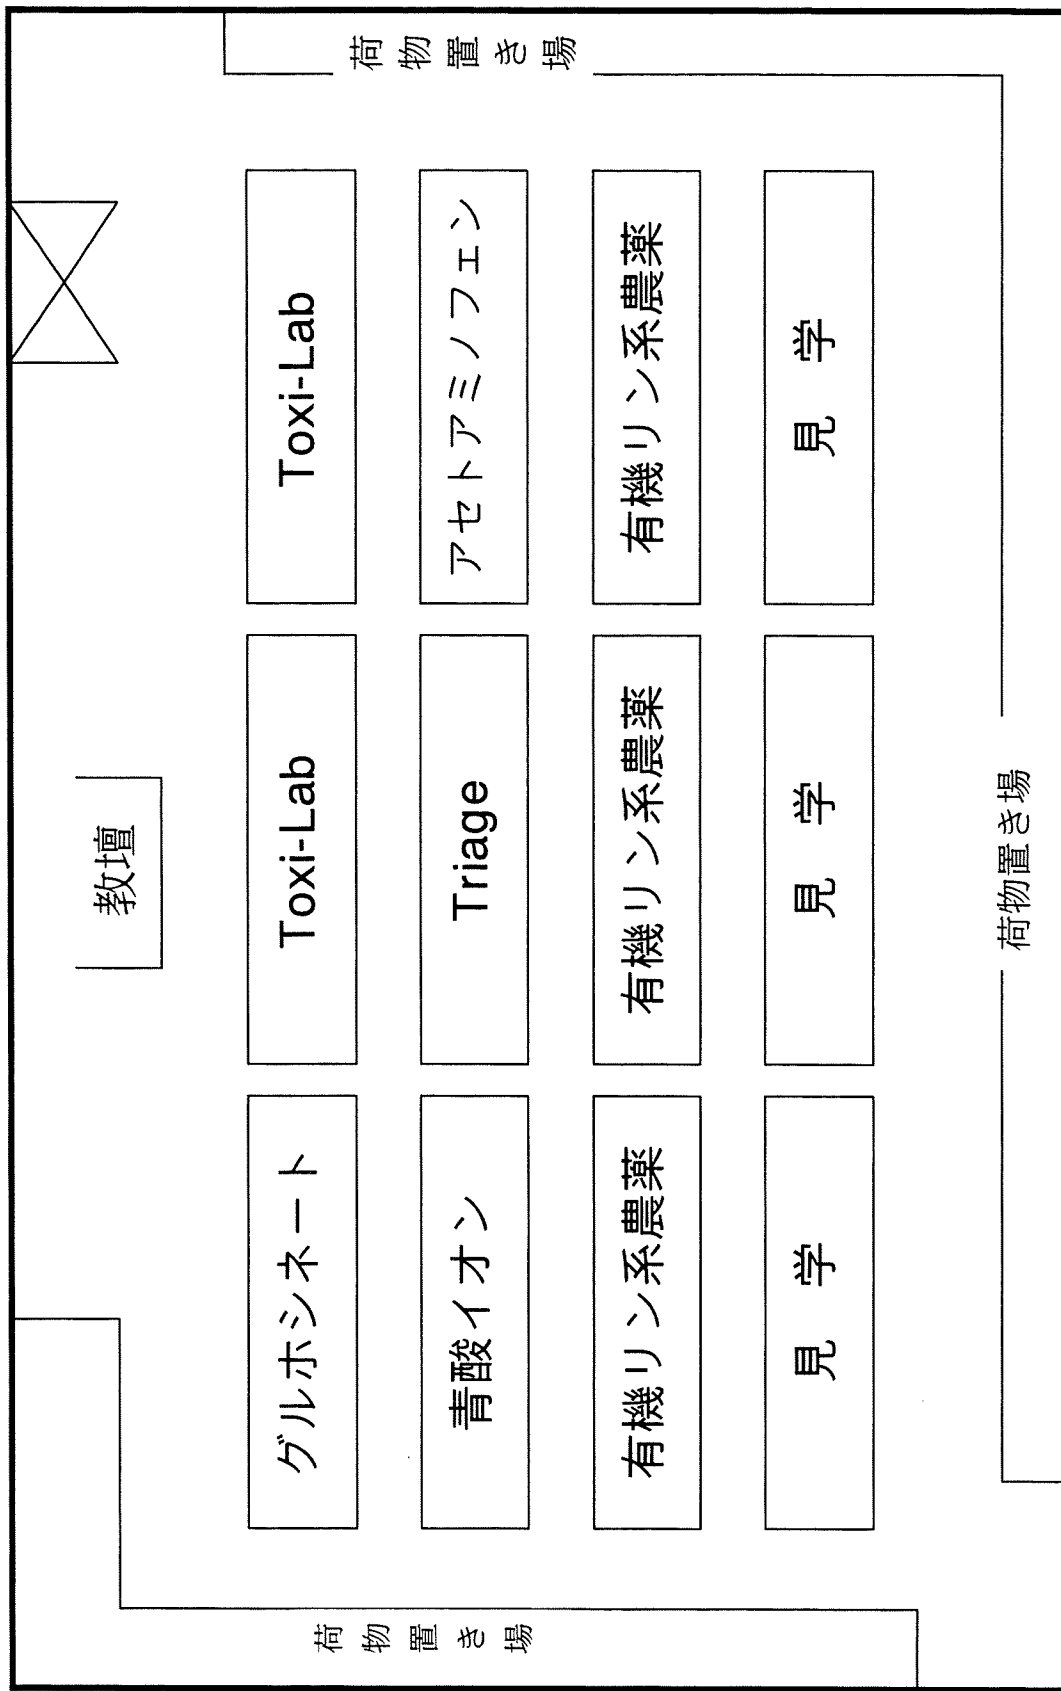 荷物置き場
教壇
グルホシネート
Toxi-Lab
Toxi-Lab
青酸イオン
Triage
アセトアミノフェン
有機リン系農薬
有機リン系農薬
有機リン系農薬
見 学
見 学
見 学
荷物置き場
荷物置き場